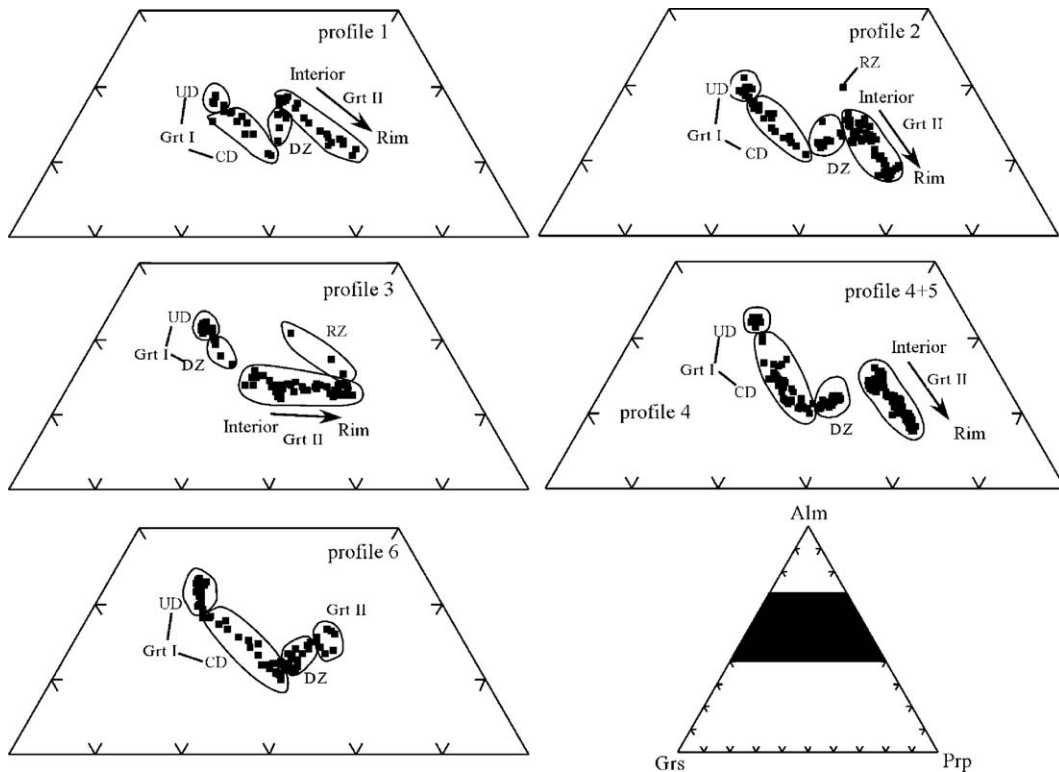 profile 1
Interior
UD
Grt II
Grt I
Rim
CD
DZ
profile 2
RZ
UD
Interior
Grt II
Grt I
CD
DZ
Rim
profile 3
UD
RZ
Grt I
DZ
Interior
Rim
Grt II
profile 4+5
UD
Interior
Grt I
Grt II
CD
profile 4
Rim
DZ
profile 6
UD
Grt II
Grt I
CD
DZ
Alm
Grs
Prp